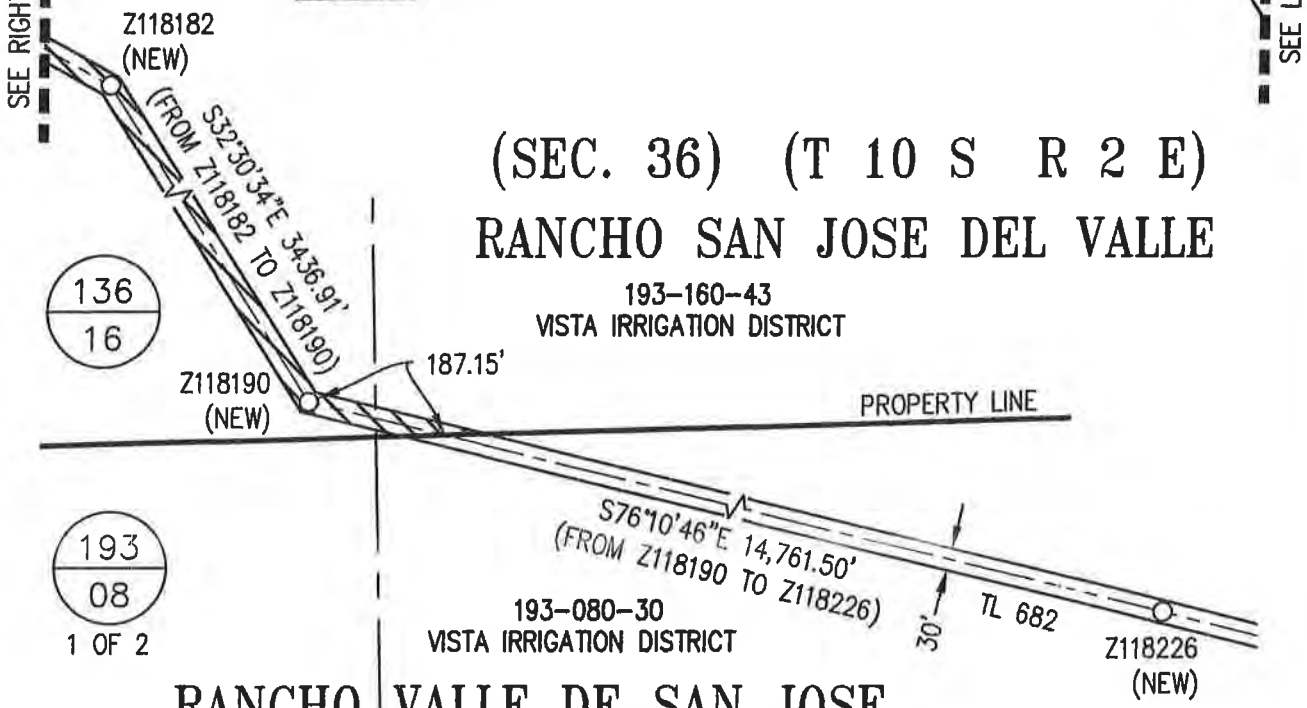 SEE RIGHT
Z118182
(NEW)
S32°30'34"E 3436.91'
(FROM Z118182 TO Z118190)
(SEC. 36) (T 10 S R 2 E)
RANCHO SAN JOSE DEL VALLE
193-160-43
VISTA IRRIGATION DISTRICT
136
16
187.15'
Z118190
(NEW)
PROPERTY LINE
S76°10'46"E 14,761.50'
(FROM Z118190 TO Z118226)
193
08
1 OF 2
193-080-30
VISTA IRRIGATION DISTRICT
30'
TL 682
Z118226
(NEW)
RANCHO VALLE DE SAN JOSE
SEE